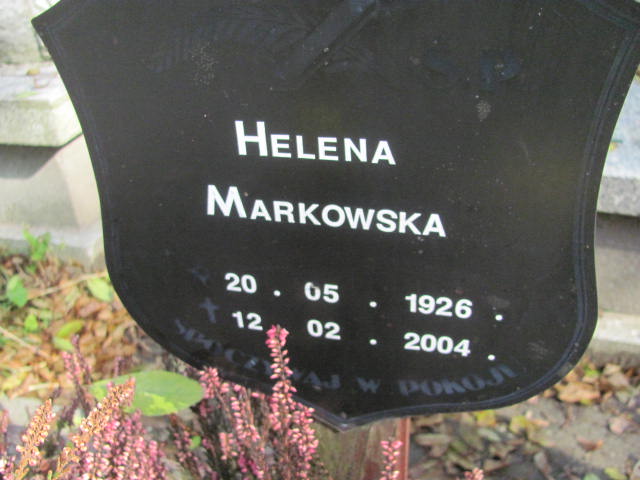 HELENA
MARKOWSKA
20 . 05 . 1926 .
12 . 02 . 2004 .
SPOCZYWAJ W POKOJU